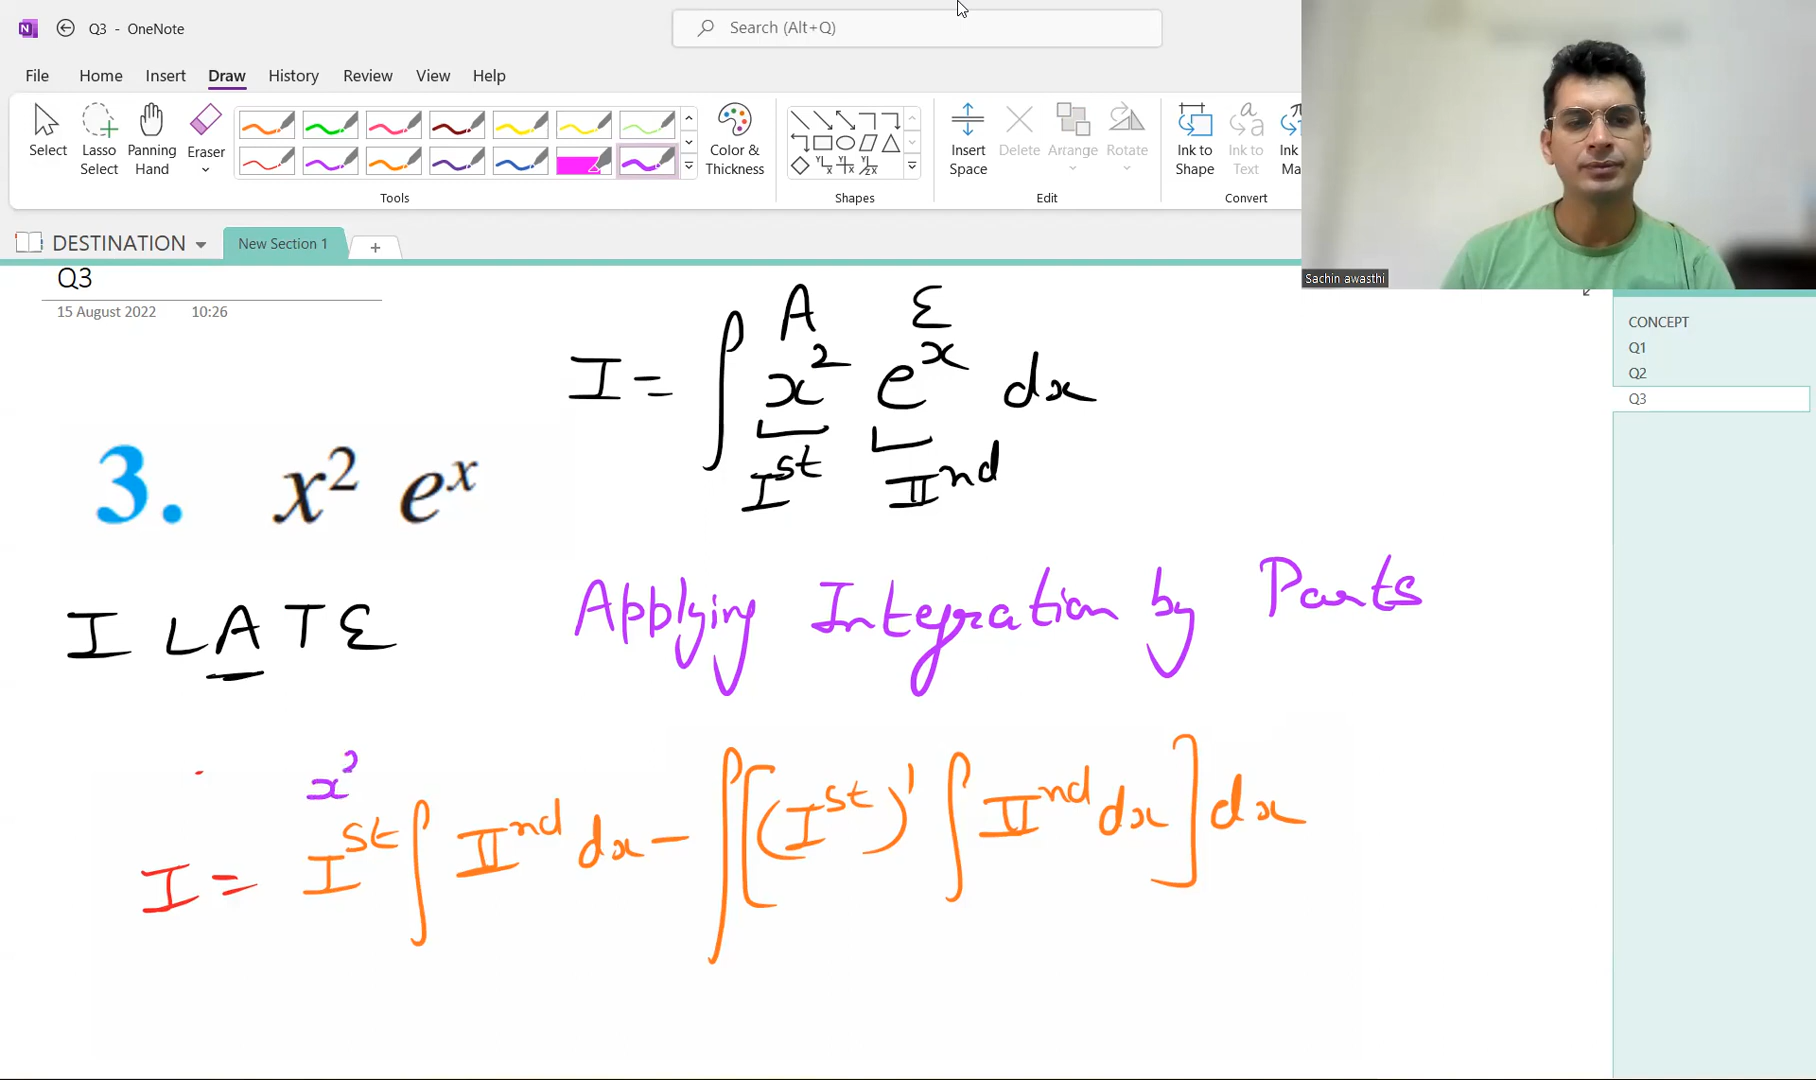 Q3 - OneNote
Search (Alt+Q)
File Home Insert Draw History Review View Help
Select
Lasso Select
Panning Hand
Eraser
Color & Thickness
Insert Space
Delete
Arrange
Rotate
Ink to Shape
Ink to Text
Ink Ma
Tools Shapes Edit Convert
Sachin awasthi
DESTINATION New Section 1 +
Q3
15 August 2022 10:26
CONCEPT
Q1
Q2
Q3
A E
I = ∫ x² eˣ dx
Iˢᵗ IIⁿᵈ
3. x² eˣ
I L A T E
Applying Integration by Parts
x²
I = Iˢᵗ ∫ IIⁿᵈ dx − ∫ [(Iˢᵗ)' ∫ IIⁿᵈ dx] dx